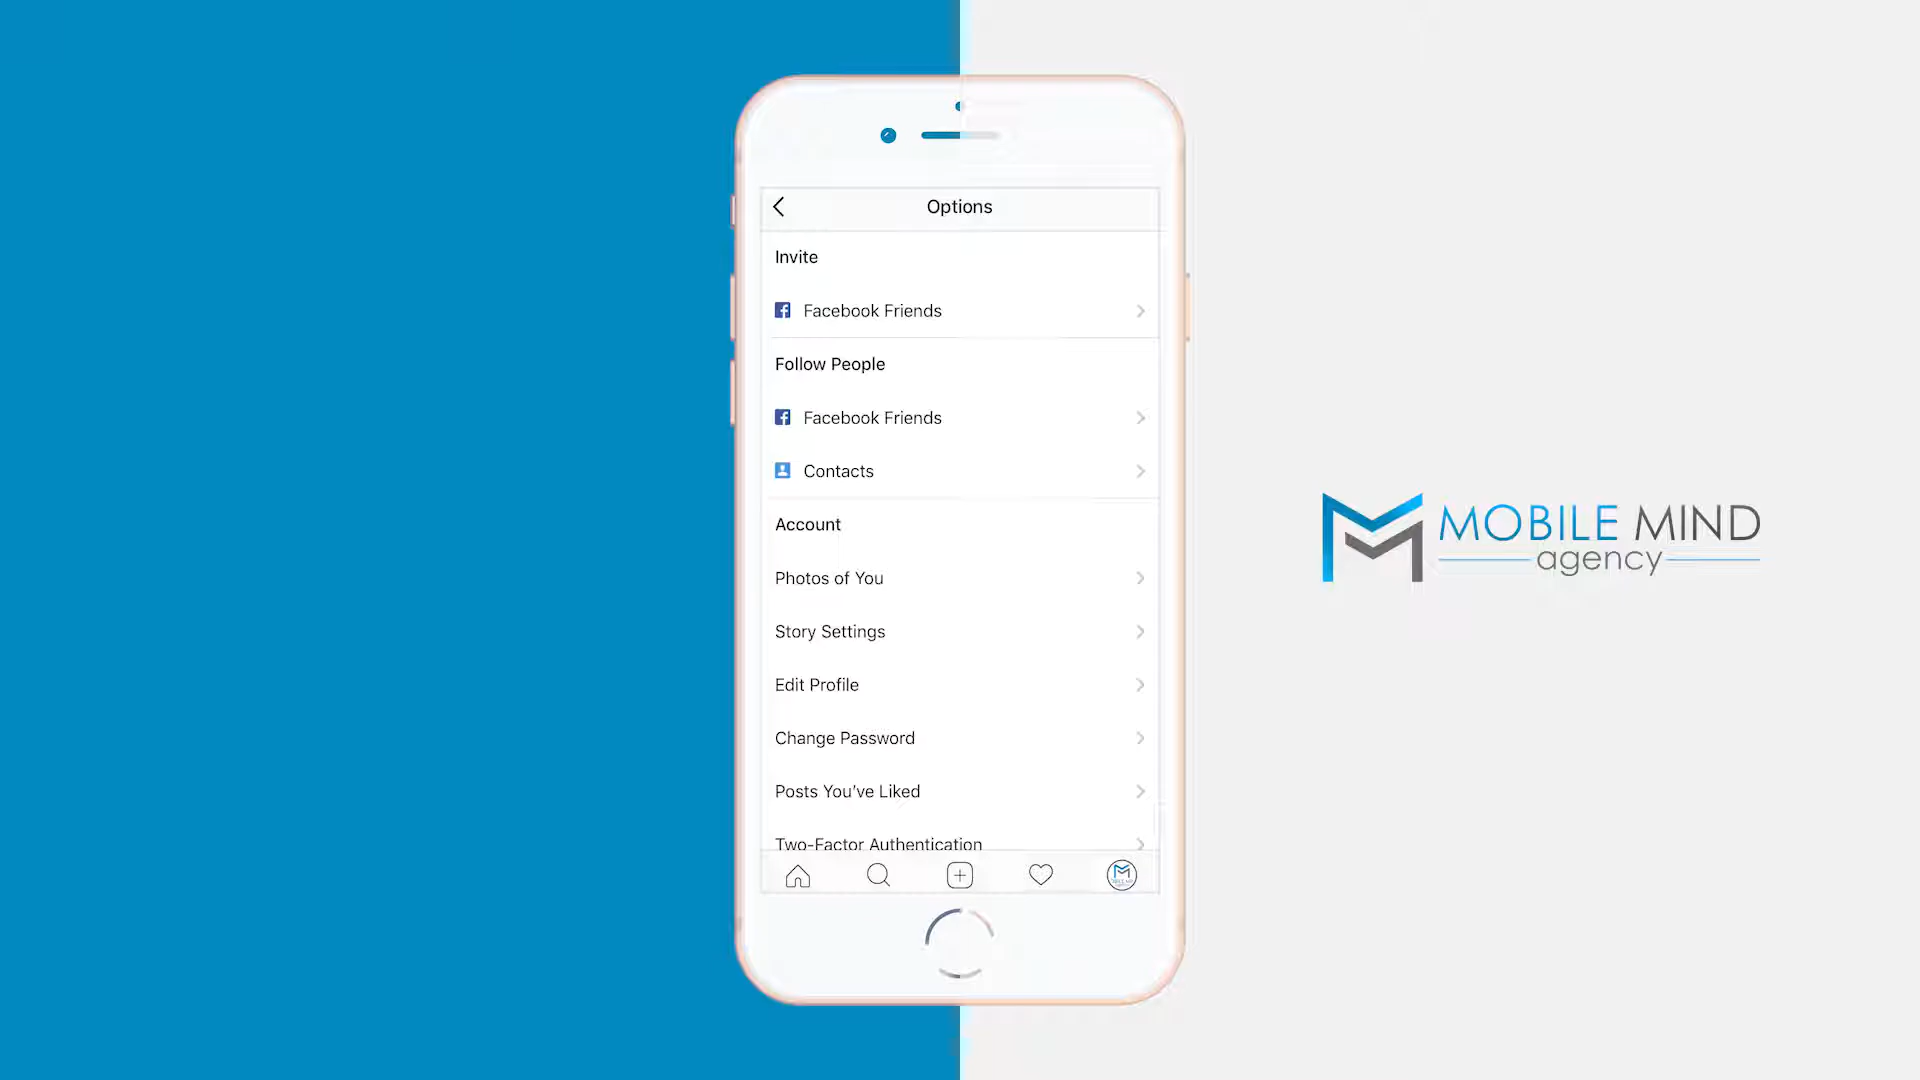 Options
Invite
Facebook Friends
Follow People
Facebook Friends
Contacts
Account
Photos of You
Story Settings
Edit Profile
Change Password
Posts You've Liked
Two-Factor Authentication
MOBILE MIND
agency